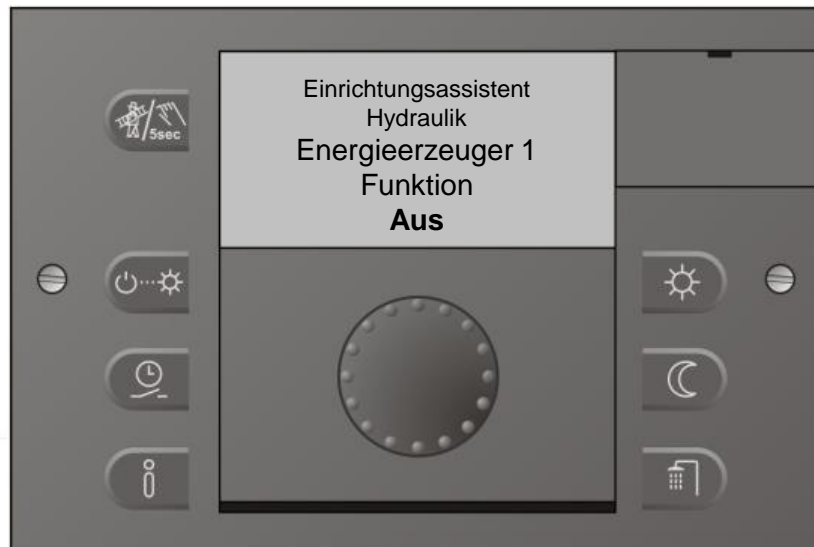 5sec
Einrichtungsassistent
Hydraulik
Energieerzeuger 1
Funktion
Aus